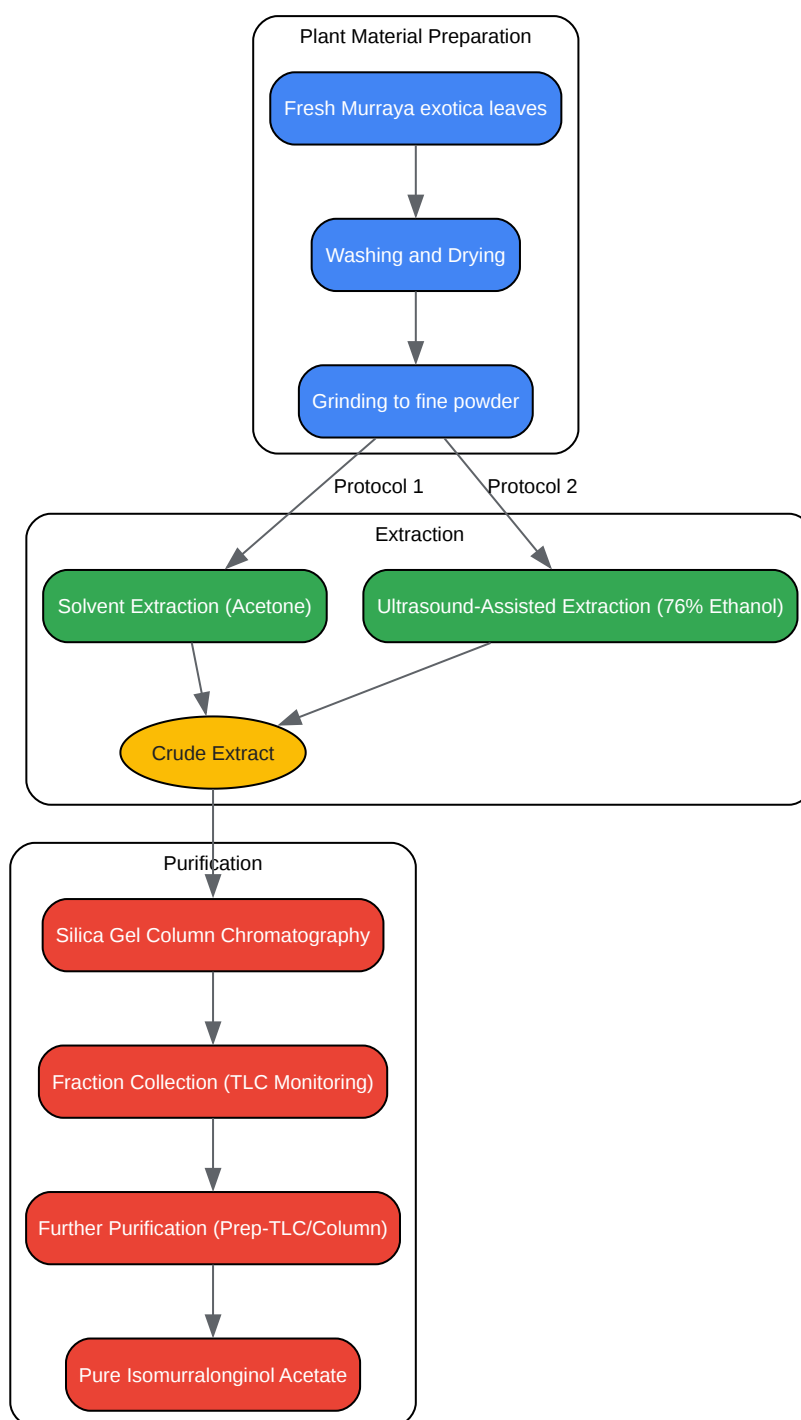 Plant Material Preparation
Fresh Murraya exotica leaves
Washing and Drying
Grinding to fine powder
Protocol 1
Protocol 2
Extraction
Solvent Extraction (Acetone)
Ultrasound-Assisted Extraction (76% Ethanol)
Crude Extract
Purification
Silica Gel Column Chromatography
Fraction Collection (TLC Monitoring)
Further Purification (Prep-TLC/Column)
Pure Isomurralonginol Acetate